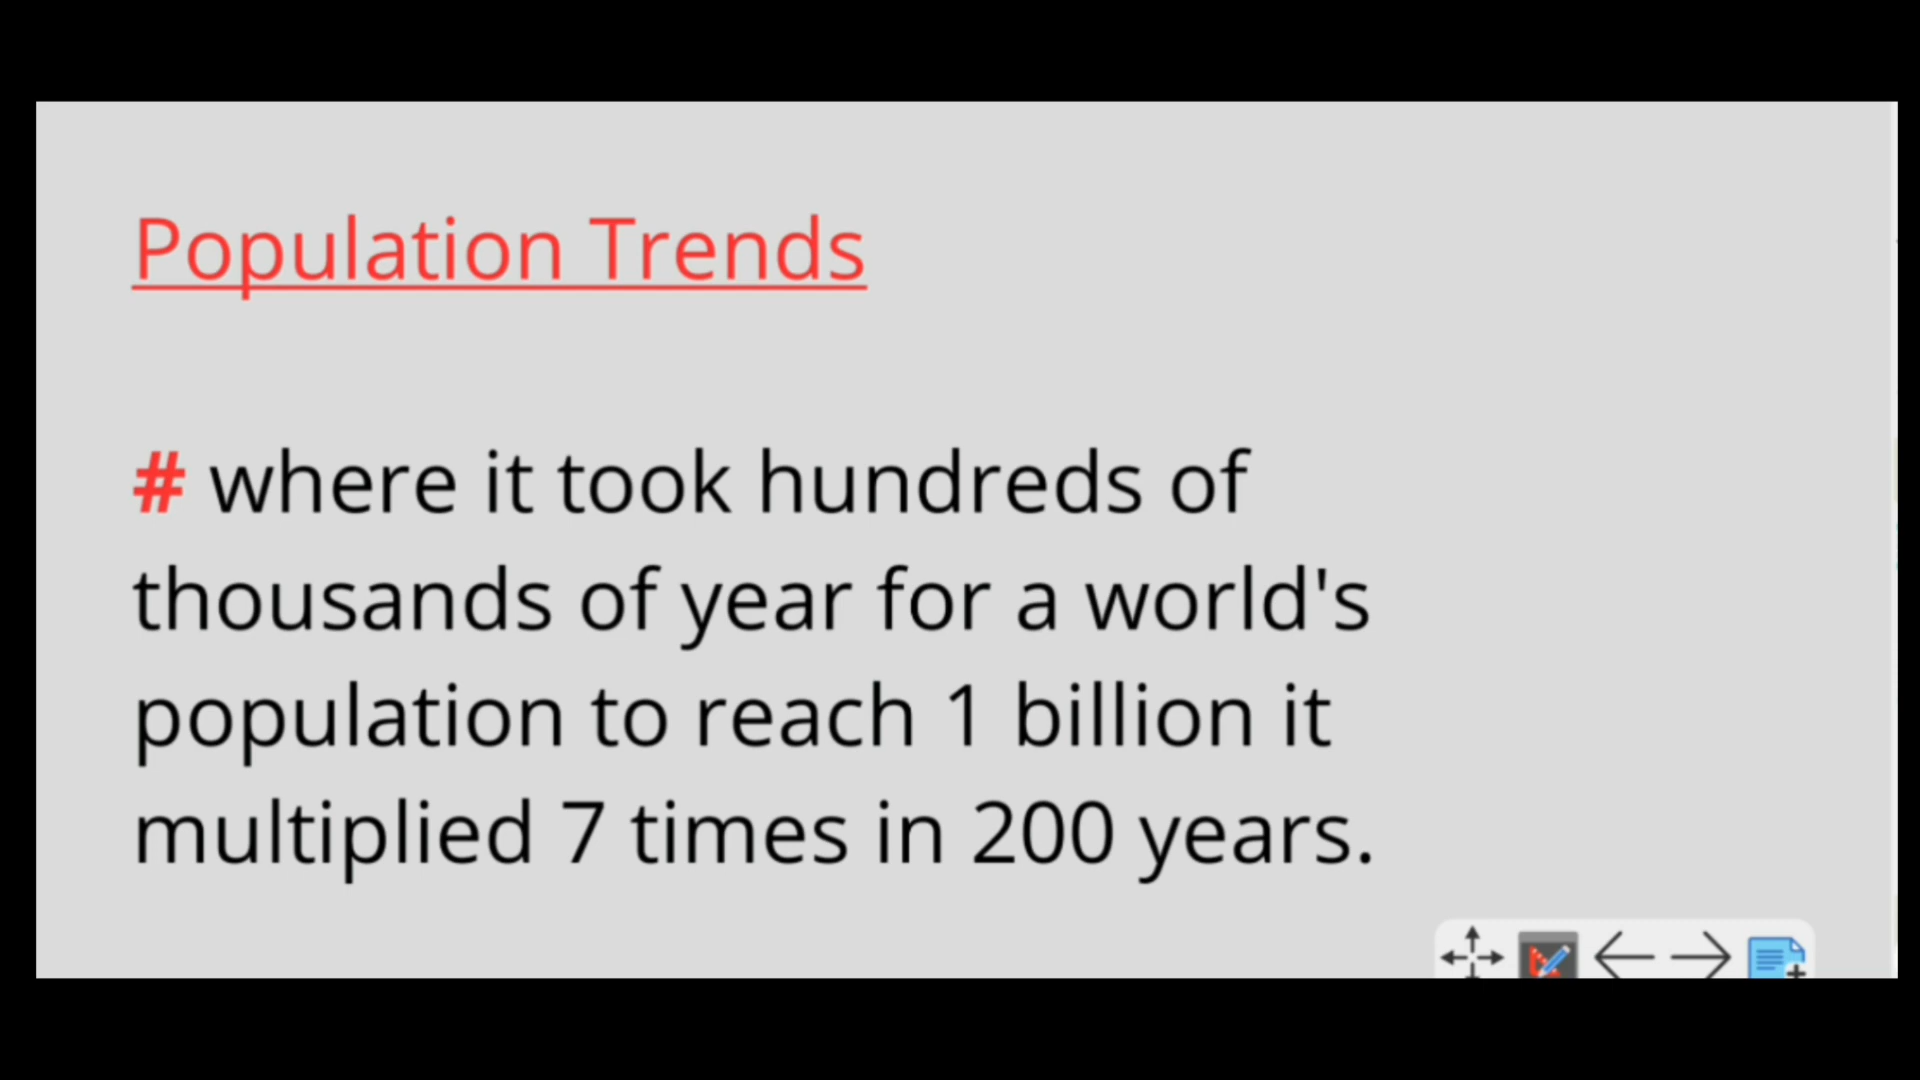 Population Trends
# where it took hundreds of
thousands of year for a world's
population to reach 1 billion it
multiplied 7 times in 200 years.